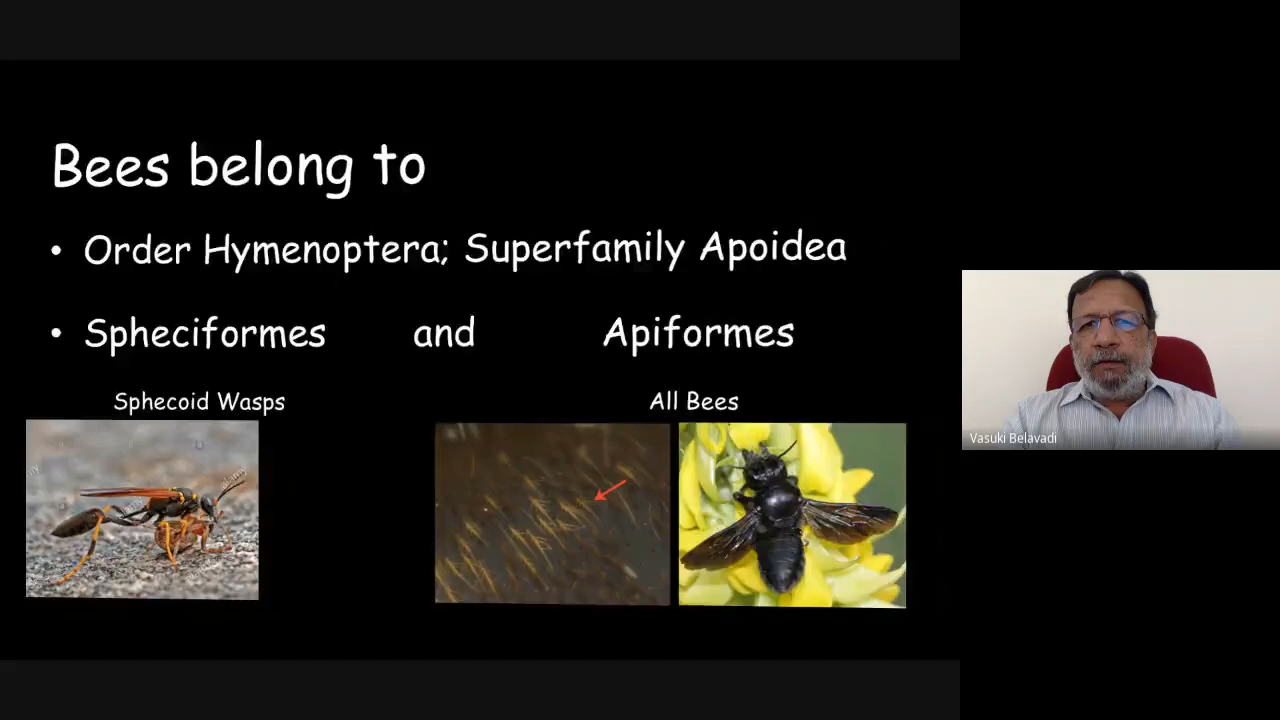 Bees belong to
• Order Hymenoptera; Superfamily Apoidea
• Spheciformes and Apiformes
Sphecoid Wasps All Bees
Vasuki Belavadi